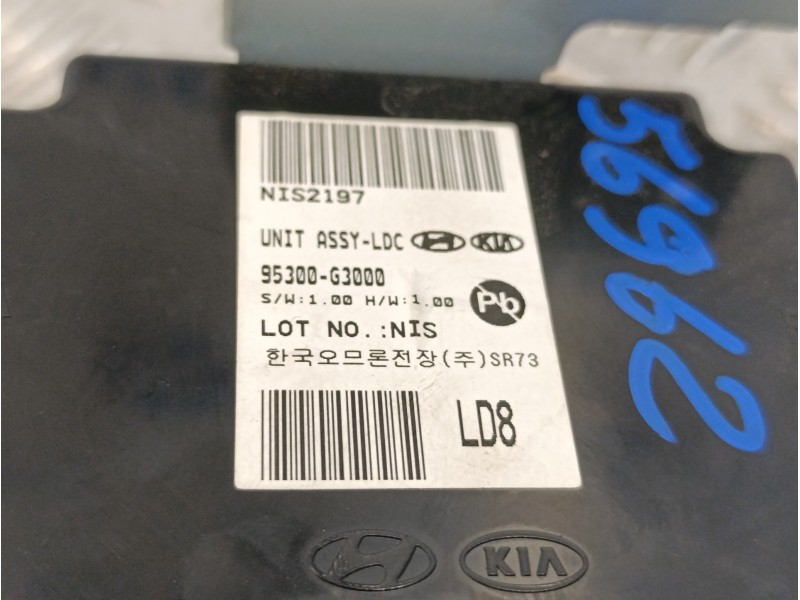 NIS2197
UNIT ASSY-LDC KIA
95300-G3000
S/W:1.00 H/W:1.00 Pb
LOT NO.:NIS
한국오므론전장(주)SR73
LD8
KIA
56962